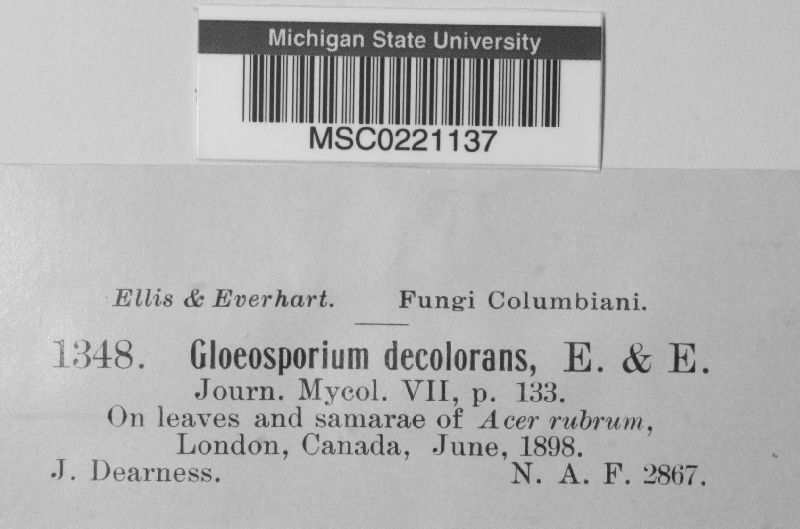 Michigan State University
MSC0221137
Ellis & Everhart. Fungi Columbiani.
1348. Gloeosporium decolorans, E. & E.
Journ. Mycol. VII, p. 133.
On leaves and samarae of Acer rubrum,
London, Canada, June, 1898.
J. Dearness. N. A. F. 2867.